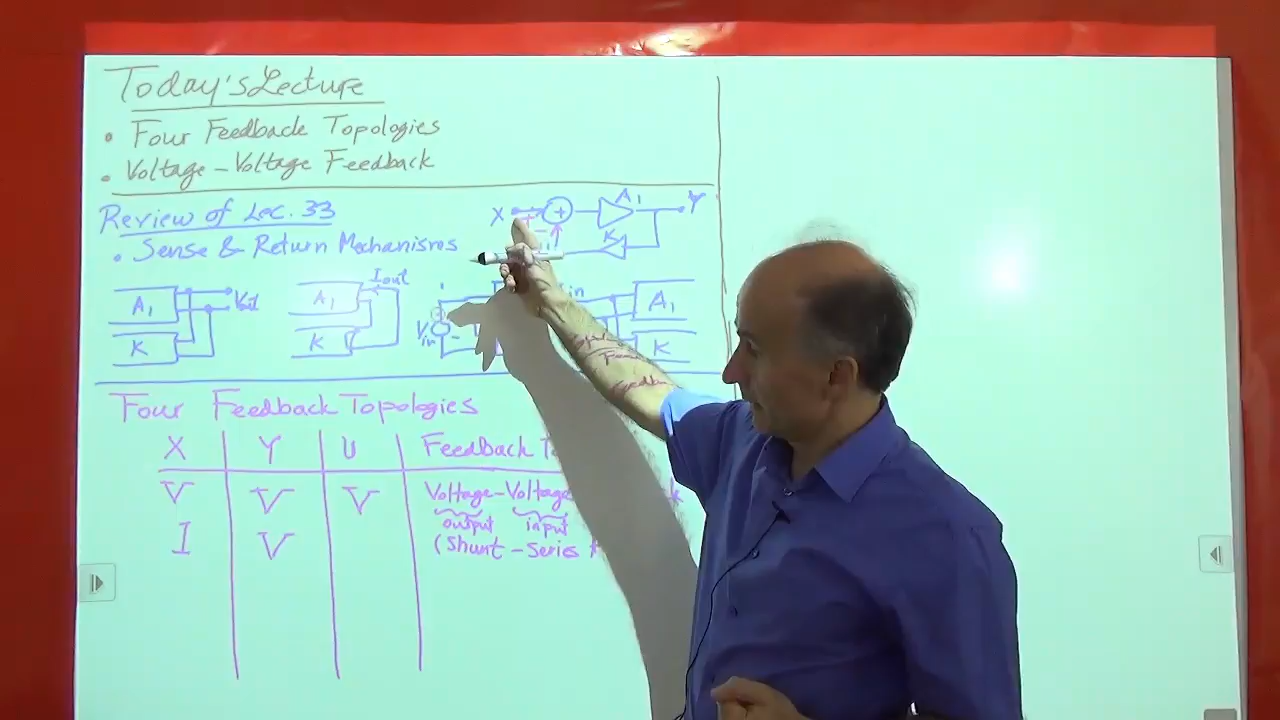 Today's Lecture
• Four Feedback Topologies
• Voltage-Voltage Feedback
Review of Lec. 33
• Sense & Return Mechanisms
X + + A1 Y
- K
A1 Vout
K
A1 Iout
K
Vin
in A1
K
Four Feedback Topologies
X Y U Feedback
V V V Voltage-Voltage
output input
I V (Shunt-Series